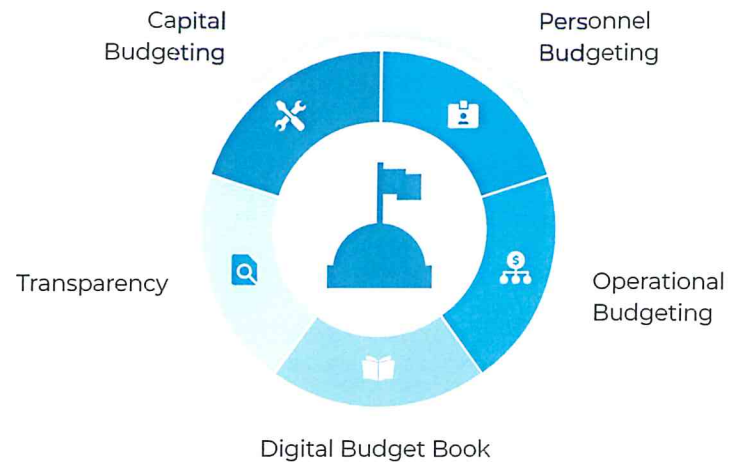 Capital
Budgeting
Personnel
Budgeting
$
Transparency
Operational
Budgeting
Digital Budget Book